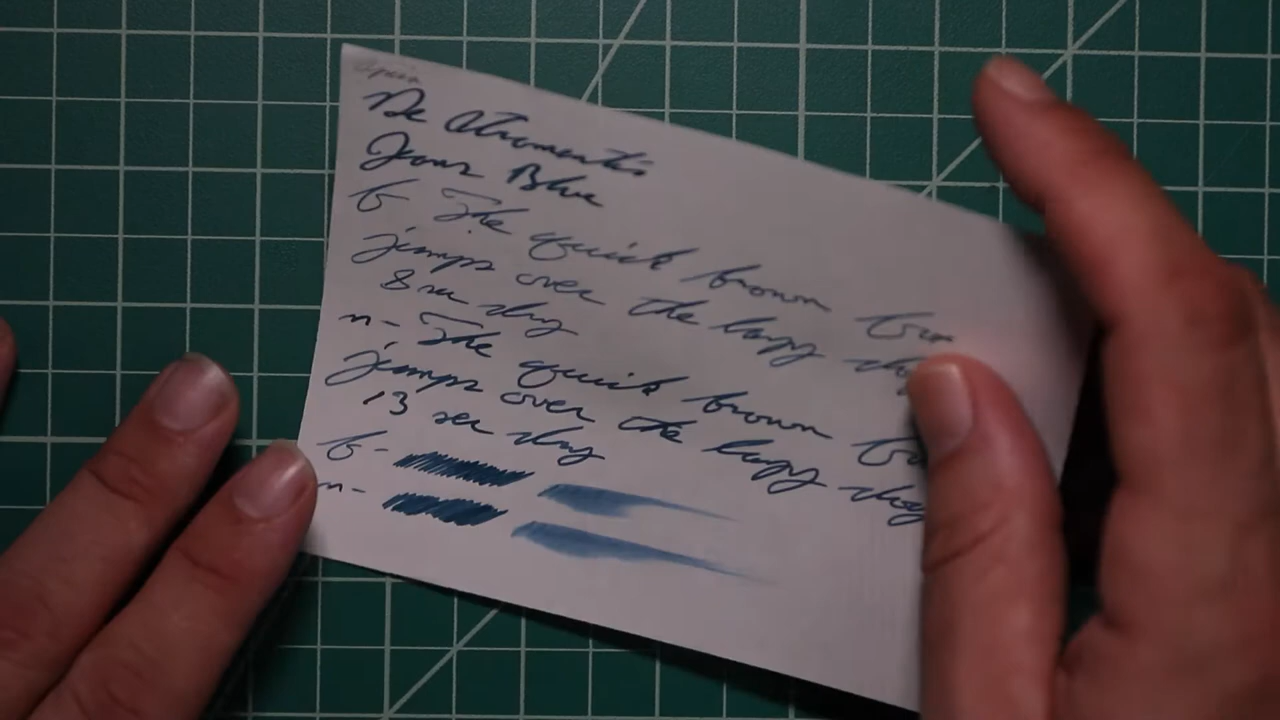 Spain
De Atramentis
Jeans Blue
f- The quick brown fox
jumps over the lazy dog
8 sec dry
m- The quick brown fox
jumps over the lazy dog
13 sec dry
f-
m-